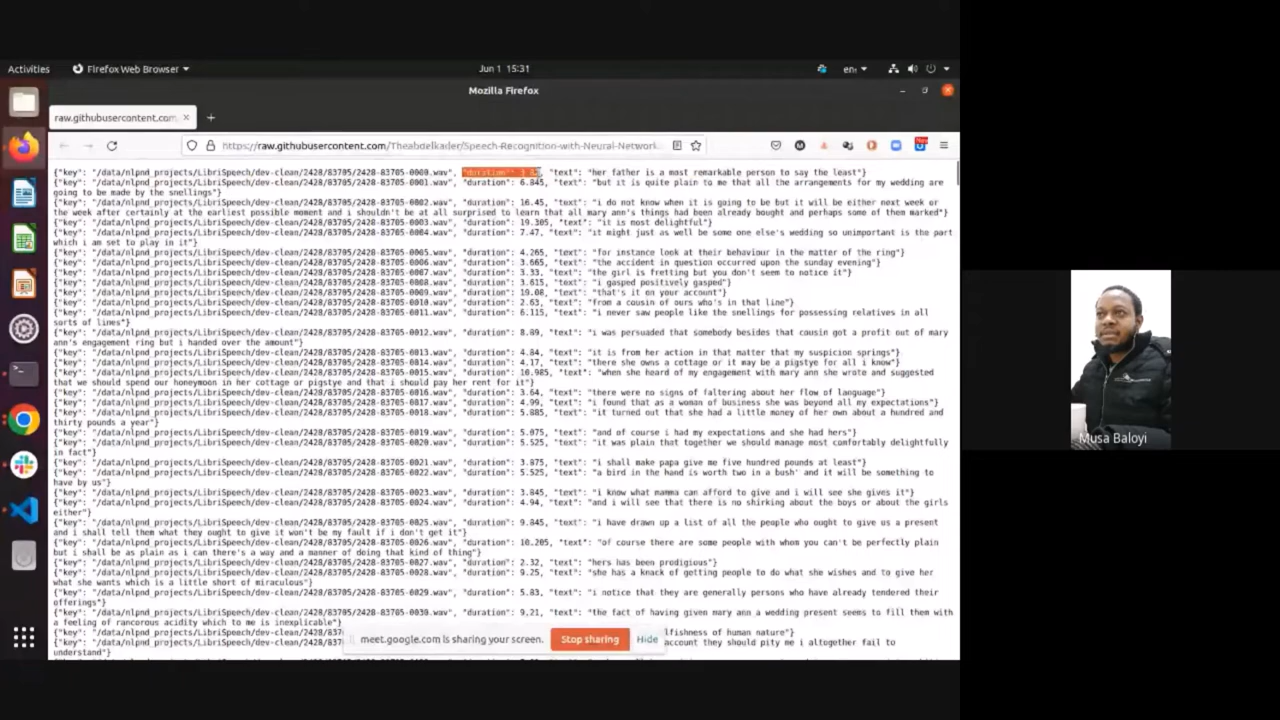 Activities
Firefox Web Browser
Jun 1 15:31
en₁
Mozilla Firefox
raw.githubusercontent.com
https://raw.githubusercontent.com/Theabdelkader/Speech-Recognition-with-Neural-Network
{"key": "/data/nlpnd_projects/LibriSpeech/dev-clean/2428/83705/2428-83705-0000.wav", "duration": "text": "her father is a most remarkable person to say the least"}
{"key": "/data/nlpnd_projects/LibriSpeech/dev-clean/2428/83705/2428-83705-0001.wav", "duration": 6.845, "text": "but it is quite plain to me that all the arrangements for my wedding are
going to be made by the snellings"}
{"key": "/data/nlpnd_projects/LibriSpeech/dev-clean/2428/83705/2428-83705-0002.wav", "duration": 16.45, "text": "i do not know when it is going to be but it will be either next week or
the week after certainly at the earliest possible moment and i shouldn't be at all surprised to learn that all mary ann's things had been already bought and perhaps some of them marked"}
{"key": "/data/nlpnd_projects/LibriSpeech/dev-clean/2428/83705/2428-83705-0003.wav", "duration": 19.305, "text": "it is most delightful"}
{"key": "/data/nlpnd_projects/LibriSpeech/dev-clean/2428/83705/2428-83705-0004.wav", "duration": 7.47, "text": "it might just as well be some one else's wedding so unimportant is the part
which i am set to play in it"}
{"key": "/data/nlpnd_projects/LibriSpeech/dev-clean/2428/83705/2428-83705-0005.wav", "duration": 4.265, "text": "for instance look at their behaviour in the matter of the ring"}
{"key": "/data/nlpnd_projects/LibriSpeech/dev-clean/2428/83705/2428-83705-0006.wav", "duration": 3.665, "text": "the accident in question occurred upon the sunday evening"}
{"key": "/data/nlpnd_projects/LibriSpeech/dev-clean/2428/83705/2428-83705-0007.wav", "duration": 3.33, "text": "the girl is fretting but you don't seem to notice it"}
{"key": "/data/nlpnd_projects/LibriSpeech/dev-clean/2428/83705/2428-83705-0008.wav", "duration": 3.615, "text": "i gasped positively gasped"}
{"key": "/data/nlpnd_projects/LibriSpeech/dev-clean/2428/83705/2428-83705-0009.wav", "duration": 19.08, "text": "that's it on your account"}
{"key": "/data/nlpnd_projects/LibriSpeech/dev-clean/2428/83705/2428-83705-0010.wav", "duration": 2.63, "text": "from a cousin of ours who's in that line"}
{"key": "/data/nlpnd_projects/LibriSpeech/dev-clean/2428/83705/2428-83705-0011.wav", "duration": 6.115, "text": "i never saw people like the snellings for possessing relatives in all
sorts of lines"}
{"key": "/data/nlpnd_projects/LibriSpeech/dev-clean/2428/83705/2428-83705-0012.wav", "duration": 8.89, "text": "i was persuaded that somebody besides that cousin got a profit out of mary
ann's engagement ring but i handed over the amount"}
{"key": "/data/nlpnd_projects/LibriSpeech/dev-clean/2428/83705/2428-83705-0013.wav", "duration": 4.84, "text": "it is from her action in that matter that my suspicion springs"}
{"key": "/data/nlpnd_projects/LibriSpeech/dev-clean/2428/83705/2428-83705-0014.wav", "duration": 4.17, "text": "there she owns a cottage or it may be a pigstye for all i know"}
{"key": "/data/nlpnd_projects/LibriSpeech/dev-clean/2428/83705/2428-83705-0015.wav", "duration": 10.985, "text": "when she heard of my engagement with mary ann she wrote and suggested
that we should spend our honeymoon in her cottage or pigstye and that i should pay her rent for it"}
{"key": "/data/nlpnd_projects/LibriSpeech/dev-clean/2428/83705/2428-83705-0016.wav", "duration": 3.64, "text": "there were no signs of faltering about her flow of language"}
{"key": "/data/nlpnd_projects/LibriSpeech/dev-clean/2428/83705/2428-83705-0017.wav", "duration": 4.99, "text": "i found that as a woman of business she was beyond all my expectations"}
{"key": "/data/nlpnd_projects/LibriSpeech/dev-clean/2428/83705/2428-83705-0018.wav", "duration": 5.885, "text": "it turned out that she had a little money of her own about a hundred and
thirty pounds a year"}
{"key": "/data/nlpnd_projects/LibriSpeech/dev-clean/2428/83705/2428-83705-0019.wav", "duration": 5.075, "text": "and of course i had my expectations and she had hers"}
{"key": "/data/nlpnd_projects/LibriSpeech/dev-clean/2428/83705/2428-83705-0020.wav", "duration": 5.525, "text": "it was plain that together we should manage most comfortably delightfully
in fact"}
{"key": "/data/nlpnd_projects/LibriSpeech/dev-clean/2428/83705/2428-83705-0021.wav", "duration": 3.875, "text": "i shall make papa give me five hundred pounds at least"}
{"key": "/data/nlpnd_projects/LibriSpeech/dev-clean/2428/83705/2428-83705-0022.wav", "duration": 5.525, "text": "a bird in the hand is worth two in a bush' and it will be something to
have by us"}
{"key": "/data/nlpnd_projects/LibriSpeech/dev-clean/2428/83705/2428-83705-0023.wav", "duration": 3.845, "text": "i know what mamma can afford to give and i will see she gives it"}
{"key": "/data/nlpnd_projects/LibriSpeech/dev-clean/2428/83705/2428-83705-0024.wav", "duration": 4.94, "text": "and i will see that there is no shirking about the boys or about the girls
either"}
{"key": "/data/nlpnd_projects/LibriSpeech/dev-clean/2428/83705/2428-83705-0025.wav", "duration": 9.845, "text": "i have drawn up a list of all the people who ought to give us a present
and i shall tell them what they ought to give it won't be my fault if i don't get it"}
{"key": "/data/nlpnd_projects/LibriSpeech/dev-clean/2428/83705/2428-83705-0026.wav", "duration": 10.205, "text": "of course there are some people with whom you can't be perfectly plain
but i shall be as plain as i can there's a way and a manner of doing that kind of thing"}
{"key": "/data/nlpnd_projects/LibriSpeech/dev-clean/2428/83705/2428-83705-0027.wav", "duration": 2.32, "text": "hers has been prodigious"}
{"key": "/data/nlpnd_projects/LibriSpeech/dev-clean/2428/83705/2428-83705-0028.wav", "duration": 9.25, "text": "she has a knack of getting people to do what she wishes and to give her
what she wants which is a little short of miraculous"}
{"key": "/data/nlpnd_projects/LibriSpeech/dev-clean/2428/83705/2428-83705-0029.wav", "duration": 5.83, "text": "i notice that they are generally persons who have already tendered their
offerings"}
{"key": "/data/nlpnd_projects/LibriSpeech/dev-clean/2428/83705/2428-83705-0030.wav", "duration": 9.21, "text": "the fact of having given mary ann a wedding present seems to fill them with
a feeling of rancorous acidity which to me is inexplicable"}
{"key": "/data/nlpnd_projects/LibriSpeech/dev-clean/2428/83705 lfishness of human nature"}
{"key": "/data/nlpnd_projects/LibriSpeech/dev-clean/2428/83705 account they should pity me i altogether fail to
understand"}
meet.google.com is sharing your screen.
Stop sharing
Hide
Musa Baloyi